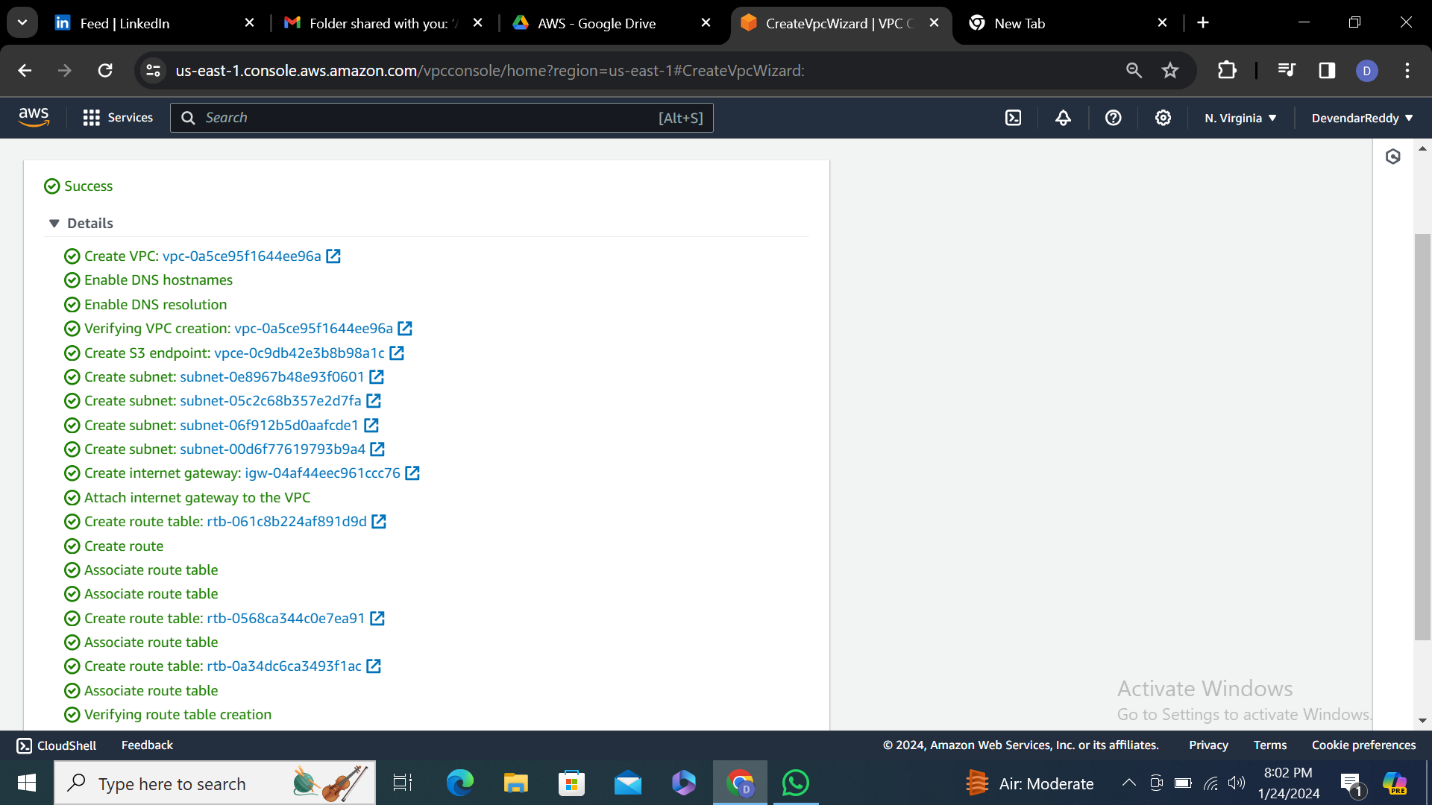 Feed | LinkedIn
Folder shared with you: '
AWS - Google Drive
CreateVpcWizard | VPC C
New Tab
us-east-1.console.aws.amazon.com/vpcconsole/home?region=us-east-1#CreateVpcWizard:
D
aws
Services
Search
[Alt+S]
N. Virginia
DevendarReddy
Success
Details
Create VPC: vpc-0a5ce95f1644ee96a
Enable DNS hostnames
Enable DNS resolution
Verifying VPC creation: vpc-0a5ce95f1644ee96a
Create S3 endpoint: vpce-0c9db42e3b8b98a1c
Create subnet: subnet-0e8967b48e93f0601
Create subnet: subnet-05c2c68b357e2d7fa
Create subnet: subnet-06f912b5d0aafcde1
Create subnet: subnet-00d6f77619793b9a4
Create internet gateway: igw-04af44eec961ccc76
Attach internet gateway to the VPC
Create route table: rtb-061c8b224af891d9d
Create route
Associate route table
Associate route table
Create route table: rtb-0568ca344c0e7ea91
Associate route table
Create route table: rtb-0a34dc6ca3493f1ac
Associate route table
Verifying route table creation
Activate Windows
Go to Settings to activate Windows.
CloudShell
Feedback
© 2024, Amazon Web Services, Inc. or its affiliates.
Privacy
Terms
Cookie preferences
Type here to search
D
Air: Moderate
8:02 PM
1/24/2024
1
PRE